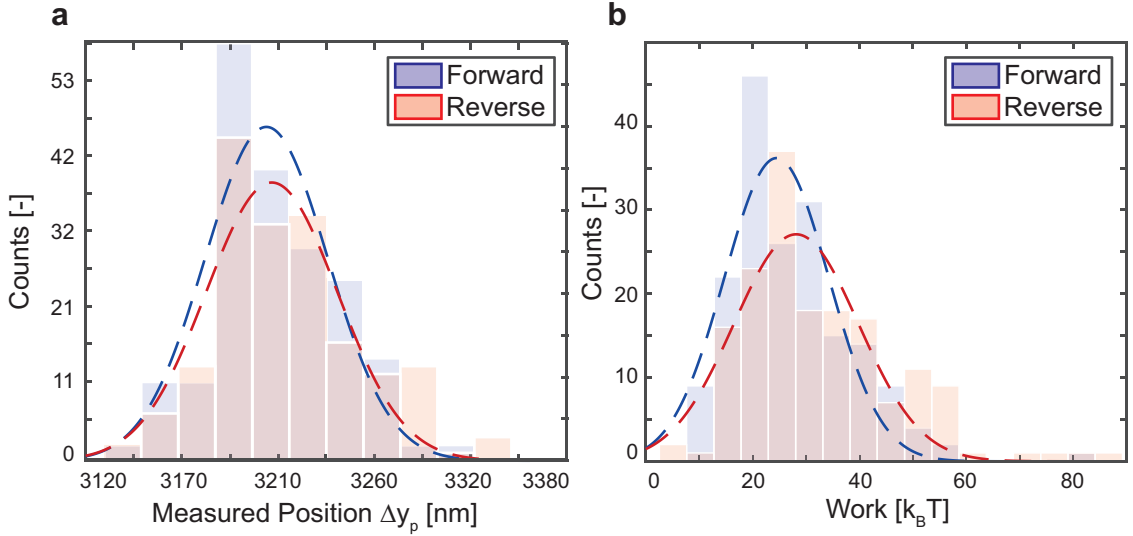 a
Counts [-]
53
42
32
21
11
0
Forward
Reverse
3120 3170 3210 3260 3320 3380
Measured Position Δy_p [nm]
b
Counts [-]
40
30
20
10
0
Forward
Reverse
0 20 40 60 80
Work [k_BT]